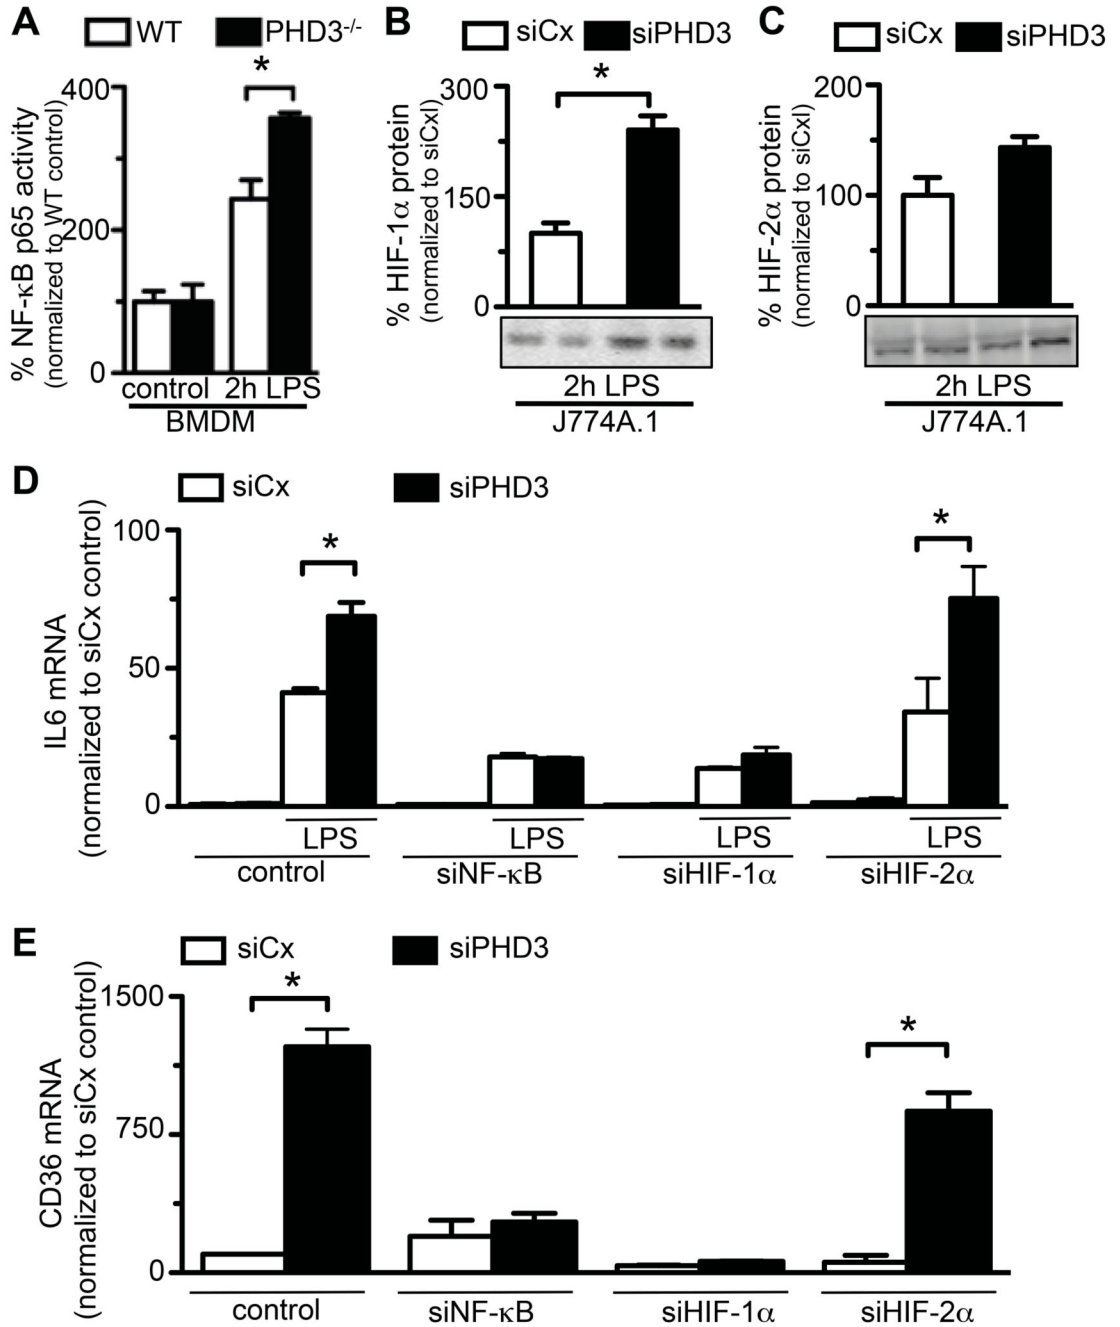 A
WT
PHD3-/-
*
% NF-κB p65 activity
(normalized to WT control)
400
200
0
control
2h LPS
BMDM
B
siCx
siPHD3
*
% HIF-1α protein
(normalized to siCxl)
300
150
0
2h LPS
J774A.1
C
siCx
siPHD3
% HIF-2α protein
(normalized to siCxl)
200
100
0
2h LPS
J774A.1
D
siCx
siPHD3
IL6 mRNA
(normalized to siCx control)
100
50
0
*
*
LPS
LPS
LPS
LPS
control
siNF-κB
siHIF-1α
siHIF-2α
E
siCx
siPHD3
CD36 mRNA
(normalized to siCx control)
1500
750
0
*
*
control
siNF-κB
siHIF-1α
siHIF-2α